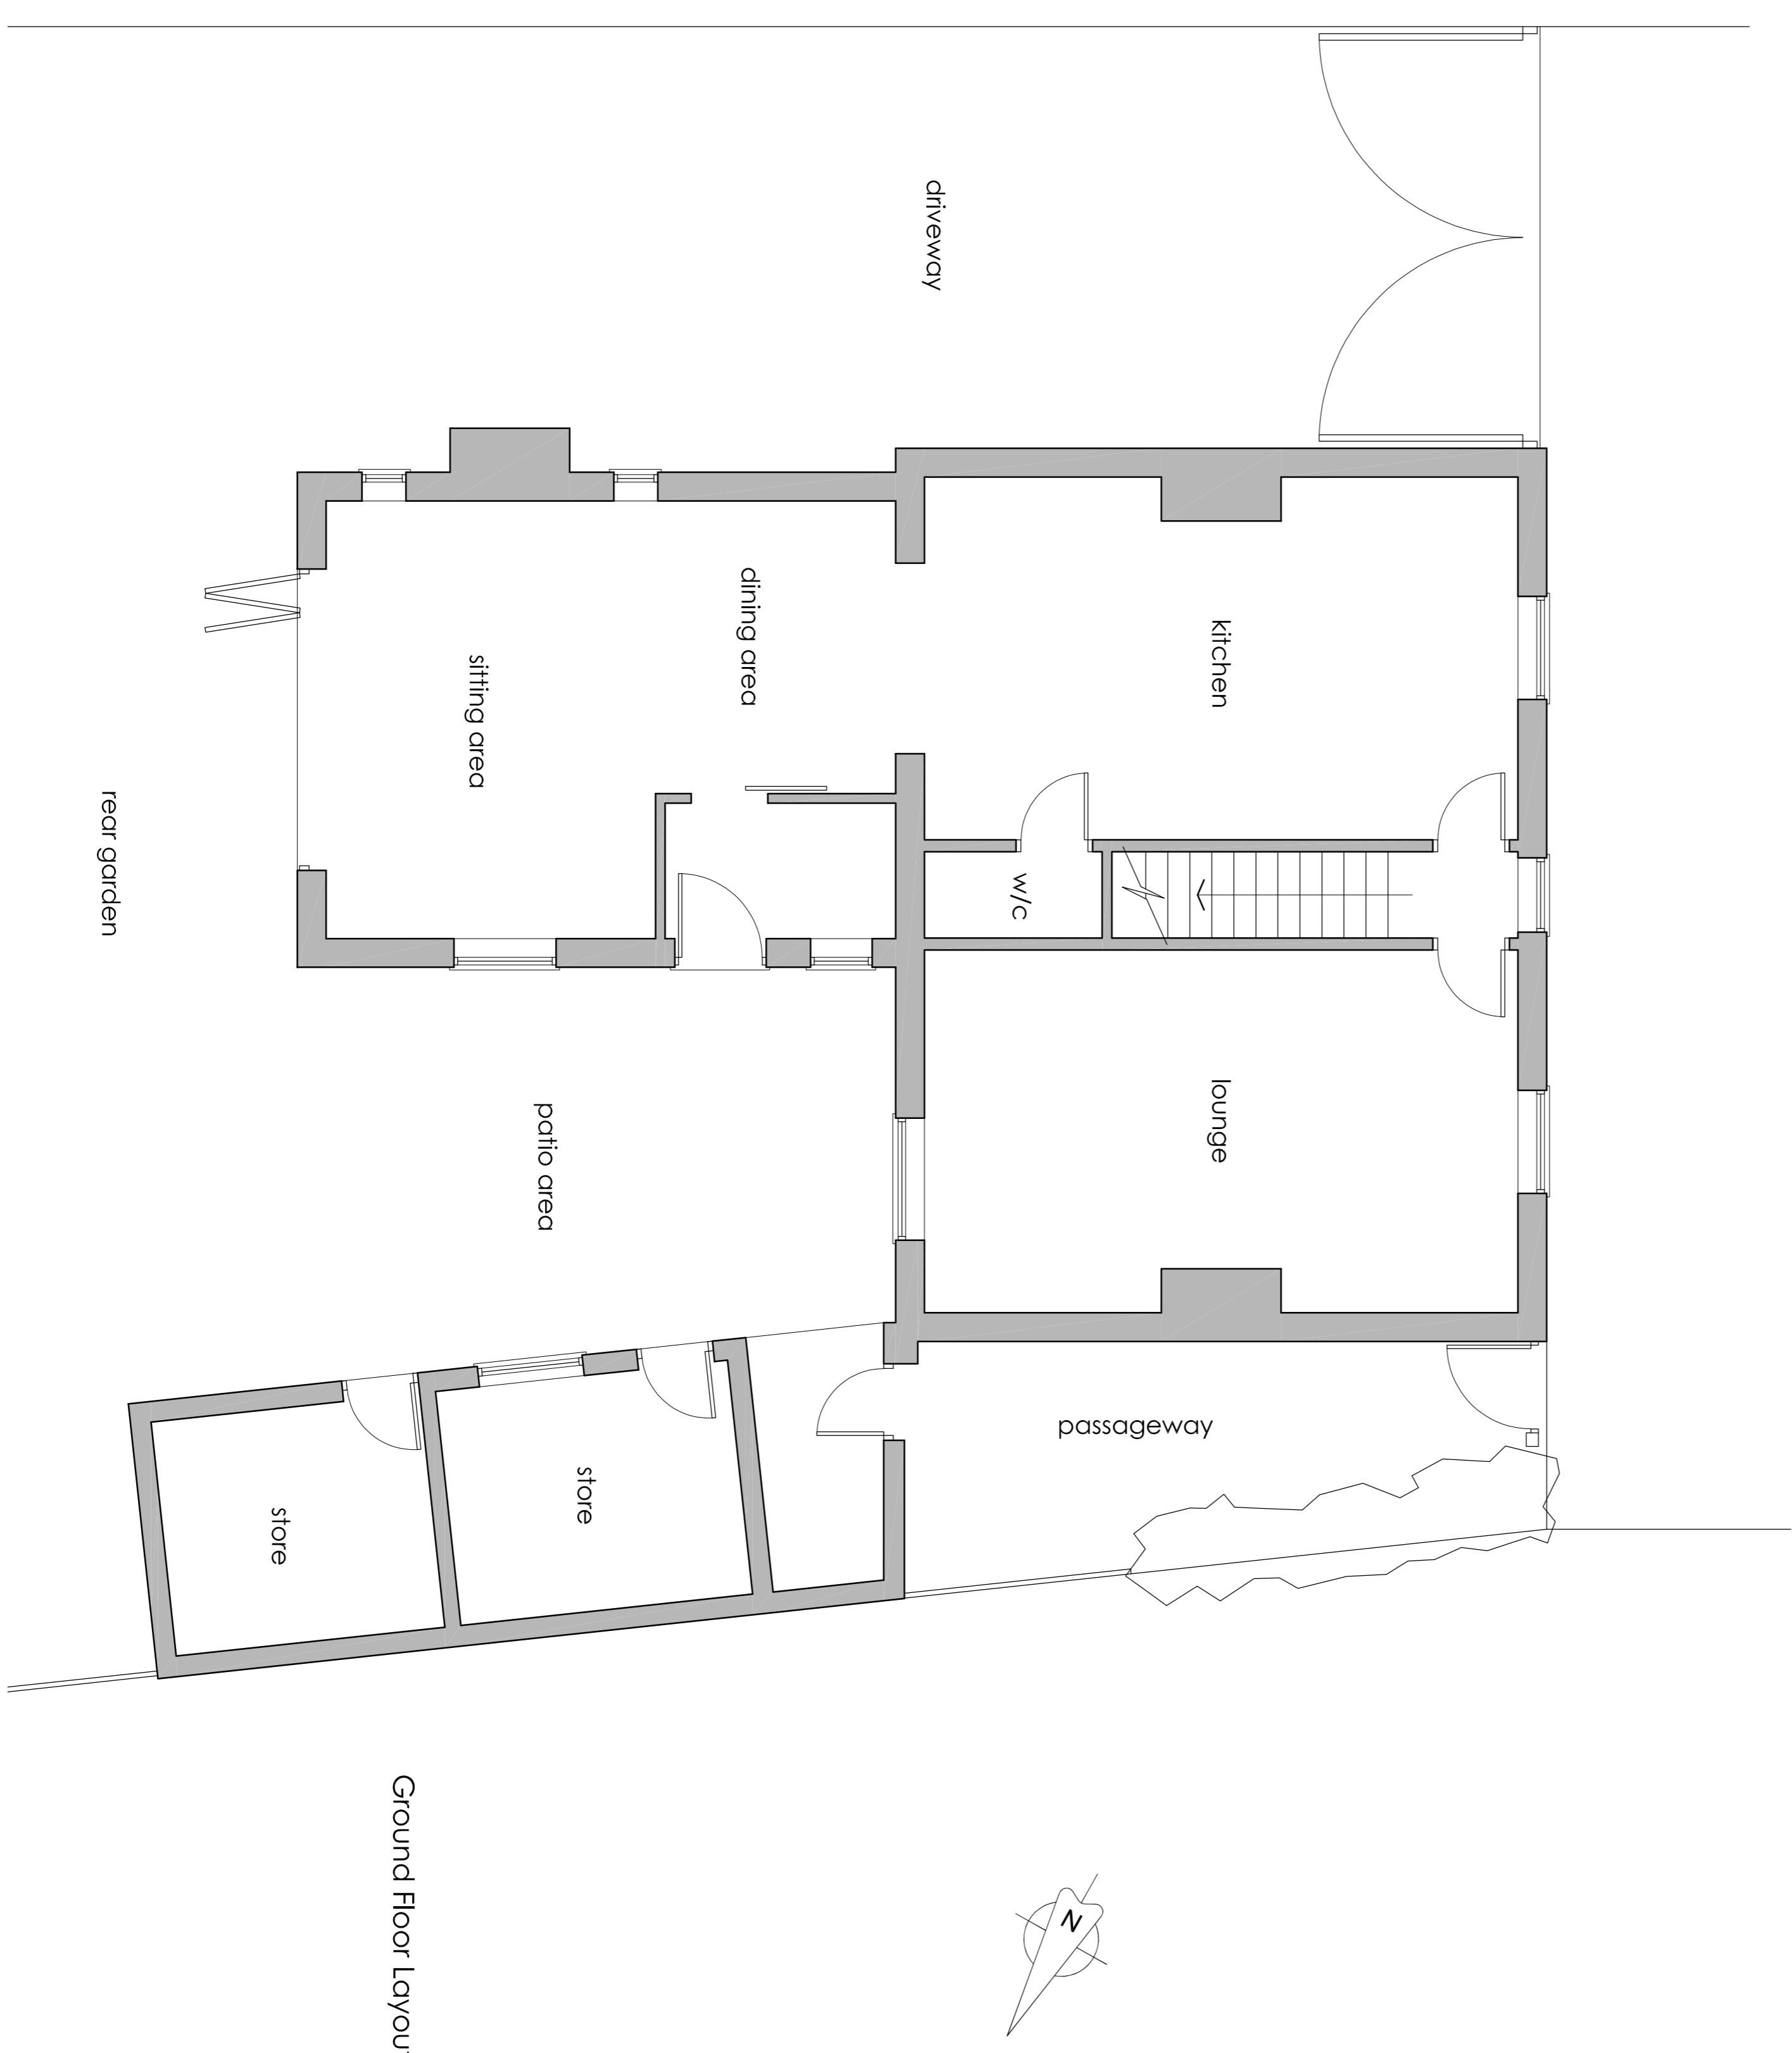 driveway
kitchen
dining area
sitting area
rear garden
w/c
lounge
patio area
passageway
store
store
N
Ground Floor Layou